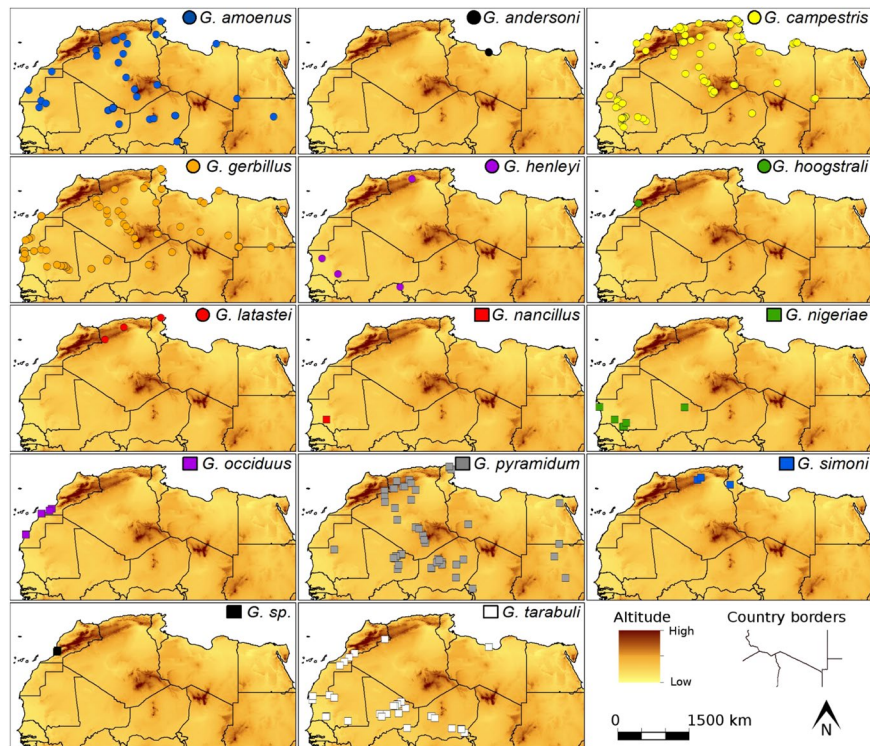 G. amoenus
G. andersoni
G. campestris
G. gerbillus
G. henleyi
G. hoogstrali
G. latastei
G. nancillus
G. nigeriae
G. occiduus
G. pyramidum
G. simoni
G. sp.
G. tarabuli
Altitude
Country borders
High
Low
0
1500 km
N